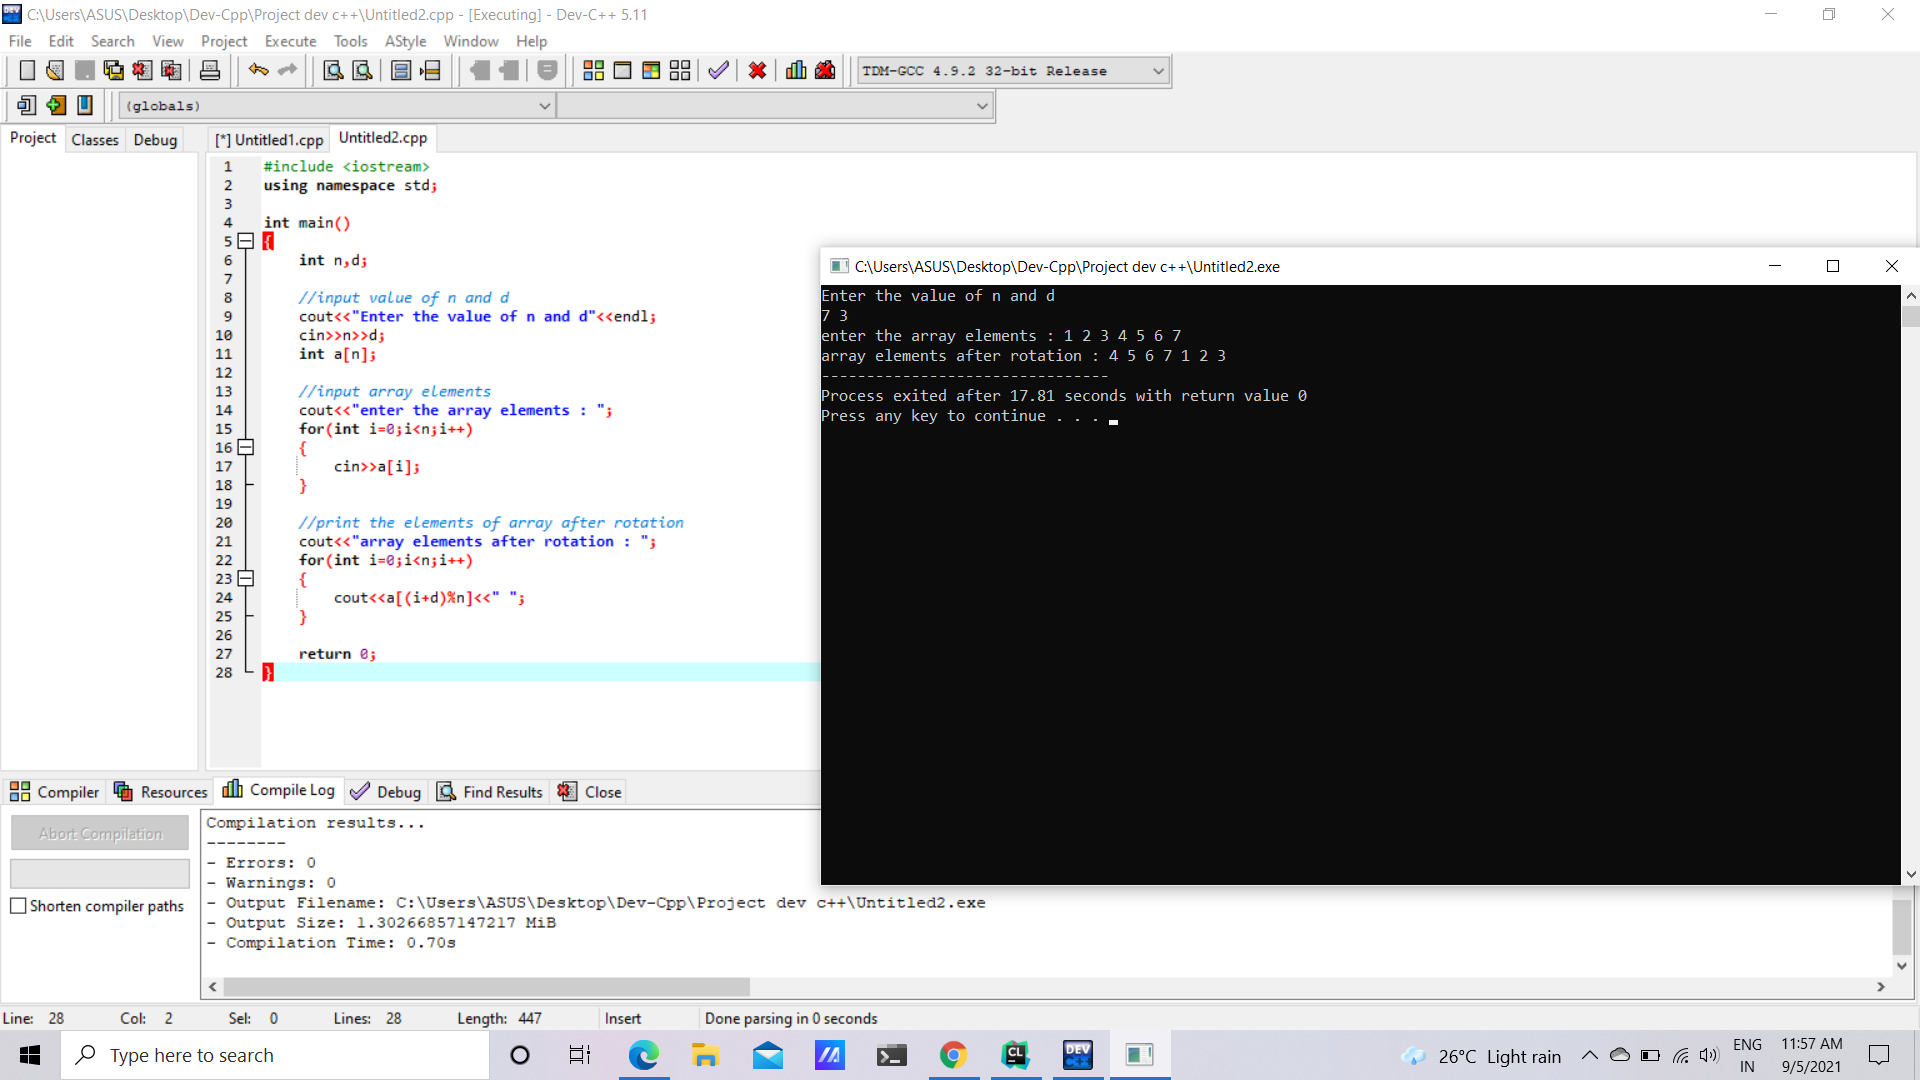 C:\Users\ASUS\Desktop\Dev-Cpp\Project dev c++\Untitled2.cpp - [Executing] - Dev-C++ 5.11
File Edit Search View Project Execute Tools AStyle Window Help
TDM-GCC 4.9.2 32-bit Release
(globals)
Project Classes Debug [*] Untitled1.cpp Untitled2.cpp
1 #include <iostream>
2 using namespace std;
3
4 int main()
5 {
6 int n,d;
7
8 //input value of n and d
9 cout<<"Enter the value of n and d"<<endl;
10 cin>>n>>d;
11 int a[n];
12
13 //input array elements
14 cout<<"enter the array elements : ";
15 for(int i=0;i<n;i++)
16 {
17 cin>>a[i];
18 }
19
20 //print the elements of array after rotation
21 cout<<"array elements after rotation : ";
22 for(int i=0;i<n;i++)
23 {
24 cout<<a[(i+d)%n]<<" ";
25 }
26
27 return 0;
28 }
C:\Users\ASUS\Desktop\Dev-Cpp\Project dev c++\Untitled2.exe
Enter the value of n and d
7 3
enter the array elements : 1 2 3 4 5 6 7
array elements after rotation : 4 5 6 7 1 2 3
--------------------------------
Process exited after 17.81 seconds with return value 0
Press any key to continue . . .
Compiler Resources Compile Log Debug Find Results Close
Abort Compilation
Shorten compiler paths
Compilation results...
--------
- Errors: 0
- Warnings: 0
- Output Filename: C:\Users\ASUS\Desktop\Dev-Cpp\Project dev c++\Untitled2.exe
- Output Size: 1.30266857147217 MiB
- Compilation Time: 0.70s
Line: 28 Col: 2 Sel: 0 Lines: 28 Length: 447 Insert Done parsing in 0 seconds
Type here to search
CL
DEV
26°C Light rain
ENG
IN
11:57 AM
9/5/2021